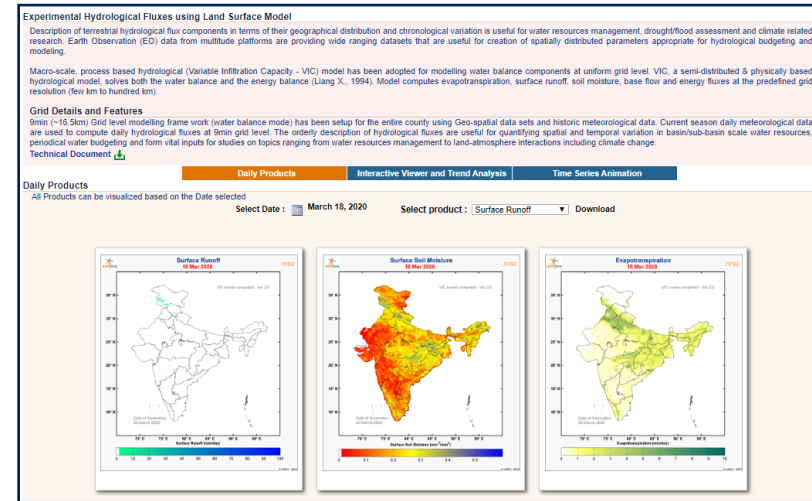 Experimental Hydrological Fluxes using Land Surface Model
Description of terrestrial hydrological flux components in terms of their geographical distribution and chronological variation is useful for water resources management, drought/flood assessment and climate related
research. Earth Observation (EO) data from multitude platforms are providing wide ranging datasets that are useful for creation of spatially distributed parameters appropriate for hydrological budgeting and
modeling.
Macro-scale, process based hydrological (Variable Infiltration Capacity - VIC) model has been adopted for modelling water balance components at uniform grid level. VIC, a semi-distributed & physically based
hydrological model, solves both the water balance and the energy balance (Liang X., 1994). Model computes evapotranspiration, surface runoff, soil moisture, base flow and energy fluxes at the predefined grid
resolution (few km to hundred km).
Grid Details and Features
9min (~16.5km) Grid level modelling frame work (water balance mode) has been setup for the entire county using Geo-spatial data sets and historic meteorological data. Current season daily meteorological data
are used to compute daily hydrological fluxes at 9min grid level. The orderly description of hydrological fluxes are useful for quantifying spatial and temporal variation in basin/sub-basin scale water resources,
periodical water budgeting and form vital inputs for studies on topics ranging from water resources management to land-atmosphere interactions including climate change.
Technical Document
Daily Products Interactive Viewer and Trend Analysis Time Series Animation
Daily Products
All Products can be visualized based on the Date selected
Select Date : March 18, 2020 Select product : Surface Runoff Download
Surface Runoff Surface Soil Moisture Evapotranspiration
18 Mar 2020 18 Mar 2020 18 Mar 2020
nrsc nrsc nrsc
Surface Runoff (mm/day) Surface Soil Moisture Evapotranspiration (mm/day)